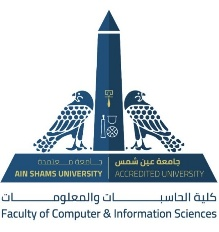 جامعة معتمدة جامعة عين شمس
AIN SHAMS UNIVERSITY ACCREDITED UNIVERSITY
كلية الحاسبات والمعلومات
Faculty of Computer & Information Sciences